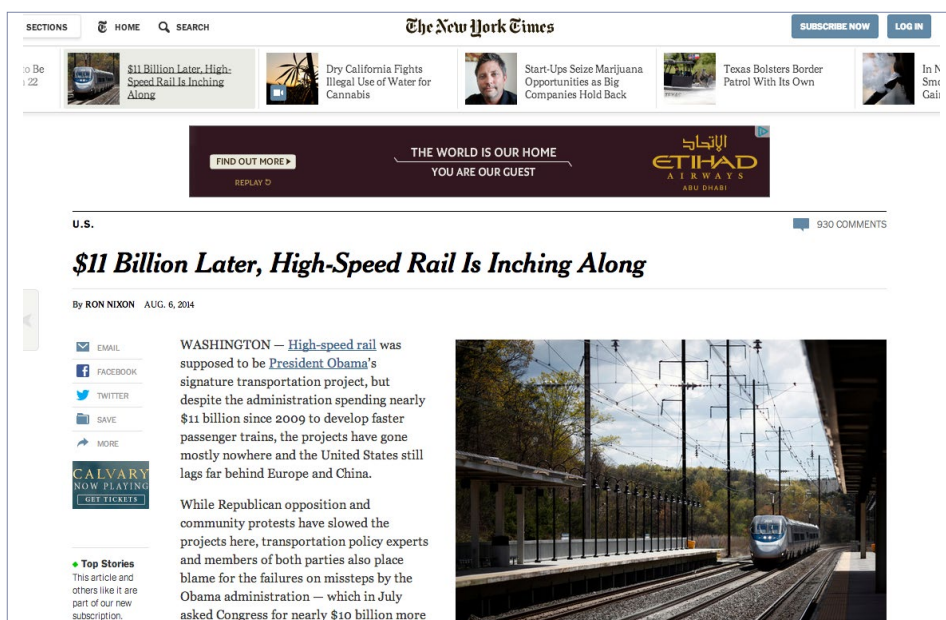 SECTIONS
HOME
SEARCH
The New York Times
SUBSCRIBE NOW
LOG IN
to Be
22
$11 Billion Later, High-
Speed Rail Is Inching
Along
Dry California Fights
Illegal Use of Water for
Cannabis
Start-Ups Seize Marijuana
Opportunities as Big
Companies Hold Back
Texas Bolsters Border
Patrol With Its Own
In N
Smo
Gai
FIND OUT MORE
REPLAY
THE WORLD IS OUR HOME
YOU ARE OUR GUEST
الإتحاد
ETIHAD
AIRWAYS
ABU DHABI
U.S.
930 COMMENTS
$11 Billion Later, High-Speed Rail Is Inching Along
By RON NIXON AUG. 6, 2014
EMAIL
FACEBOOK
TWITTER
SAVE
MORE
CALVARY
NOW PLAYING
GET TICKETS
Top Stories
This article and
others like it are
part of our new
subscription.
WASHINGTON — High-speed rail was
supposed to be President Obama's
signature transportation project, but
despite the administration spending nearly
$11 billion since 2009 to develop faster
passenger trains, the projects have gone
mostly nowhere and the United States still
lags far behind Europe and China.
While Republican opposition and
community protests have slowed the
projects here, transportation policy experts
and members of both parties also place
blame for the failures on missteps by the
Obama administration — which in July
asked Congress for nearly $10 billion more